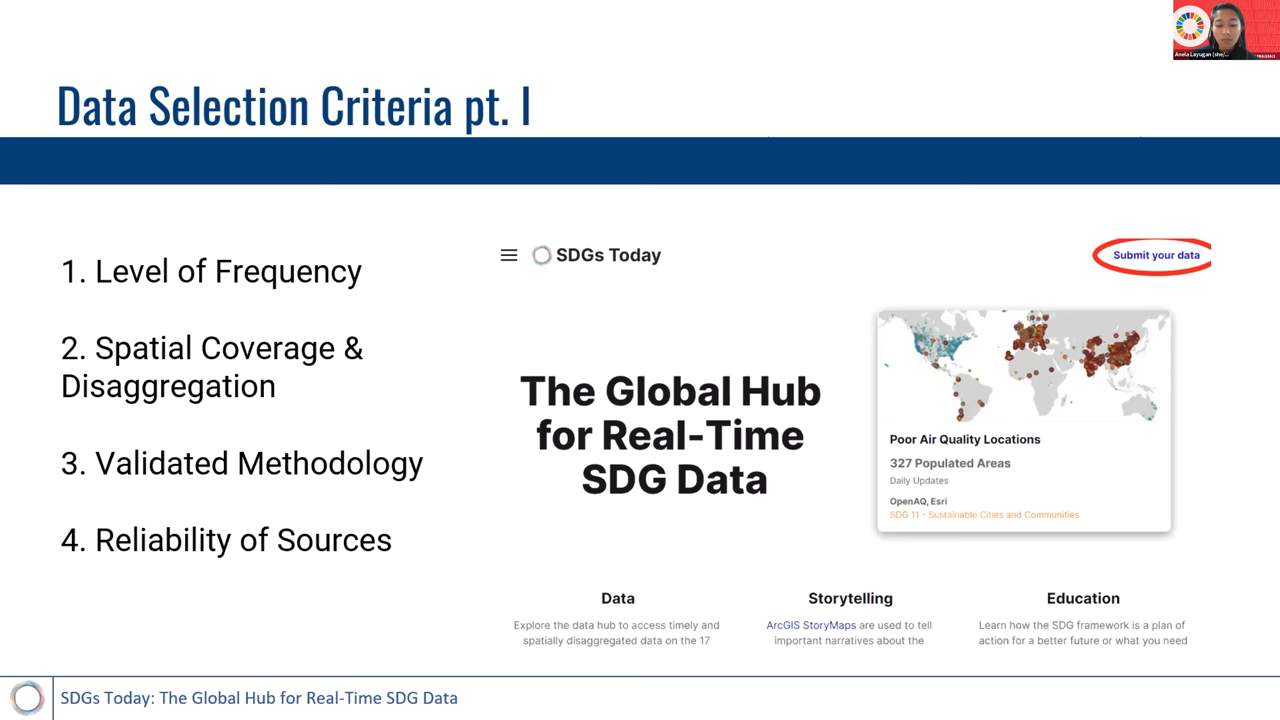 Anela Layugan (she/...
Data Selection Criteria pt. I
1. Level of Frequency
2. Spatial Coverage &
Disaggregation
3. Validated Methodology
4. Reliability of Sources
SDGs Today
Submit your data
The Global Hub
for Real-Time
SDG Data
Poor Air Quality Locations
327 Populated Areas
Daily Updates
OpenAQ, Esri
SDG 11 - Sustainable Cities and Communities
Data
Explore the data hub to access timely and
spatially disaggregated data on the 17
Storytelling
ArcGIS StoryMaps are used to tell
important narratives about the
Education
Learn how the SDG framework is a plan of
action for a better future or what you need
SDGs Today: The Global Hub for Real-Time SDG Data